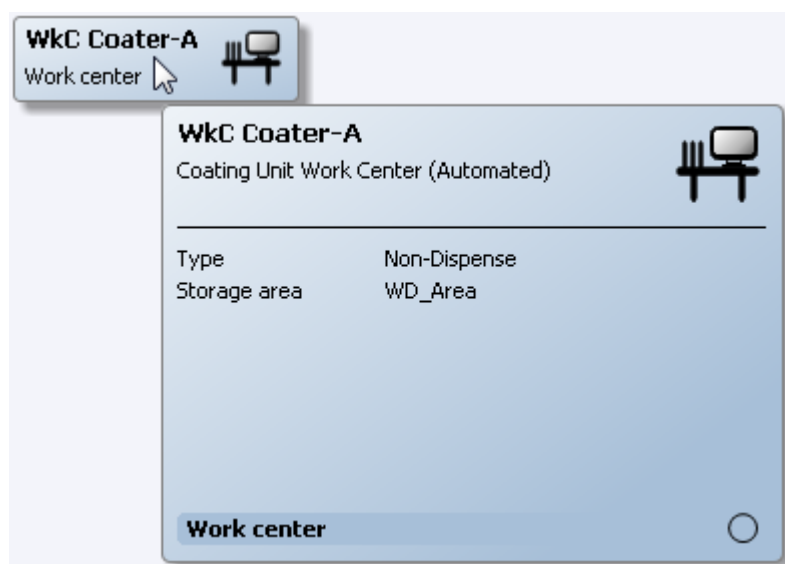 WkC Coater-A
Work center
WkC Coater-A
Coating Unit Work Center (Automated)
Type Non-Dispense
Storage area WD_Area
Work center